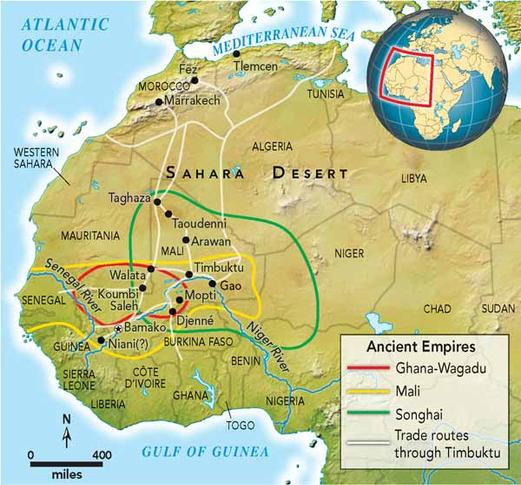 ATLANTIC
OCEAN
MEDITERRANEAN SEA
Fez
Tlemcen
MOROCCO
Marrakech
TUNISIA
ALGERIA
WESTERN
SAHARA
SAHARA DESERT
LIBYA
Taghaza
Taoudenni
MAURITANIA
Arawan
MALI
NIGER
Walata
Timbuktu
Senegal River
Koumbi
Saleh
Gao
Mopti
SENEGAL
CHAD
SUDAN
Djenné
Bamako
Niger River
GUINEA
Niani(?)
BURKINA FASO
BENIN
SIERRA
LEONE
CÔTE
D'IVOIRE
GHANA
NIGERIA
LIBERIA
TOGO
GULF OF GUINEA
N
0
400
miles
Ancient Empires
Ghana-Wagadu
Mali
Songhai
Trade routes
through Timbuktu